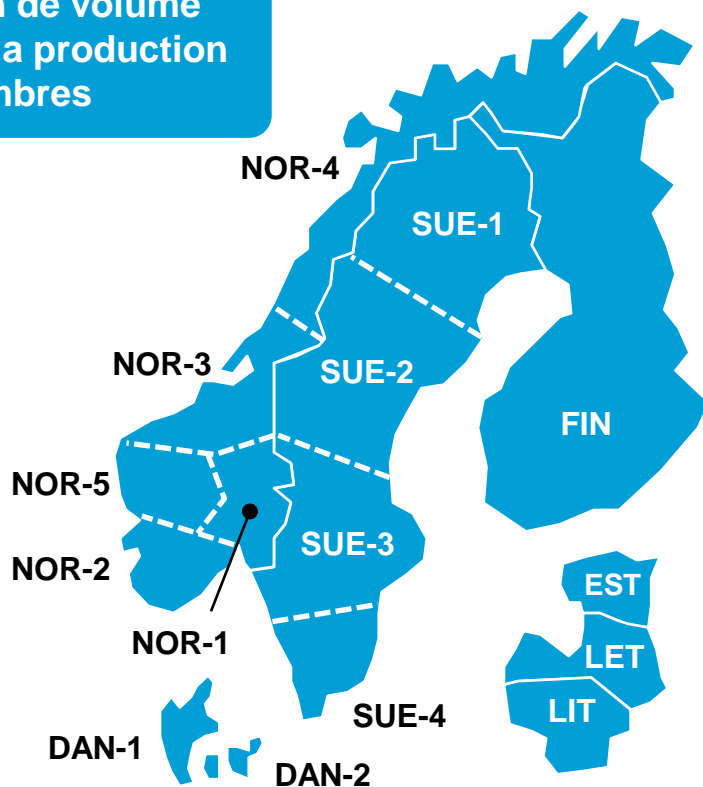 de volume
a production
mbres
NOR-4
SUE-1
NOR-3
SUE-2
FIN
NOR-5
SUE-3
NOR-2
EST
NOR-1
LET
SUE-4
LIT
DAN-1
DAN-2